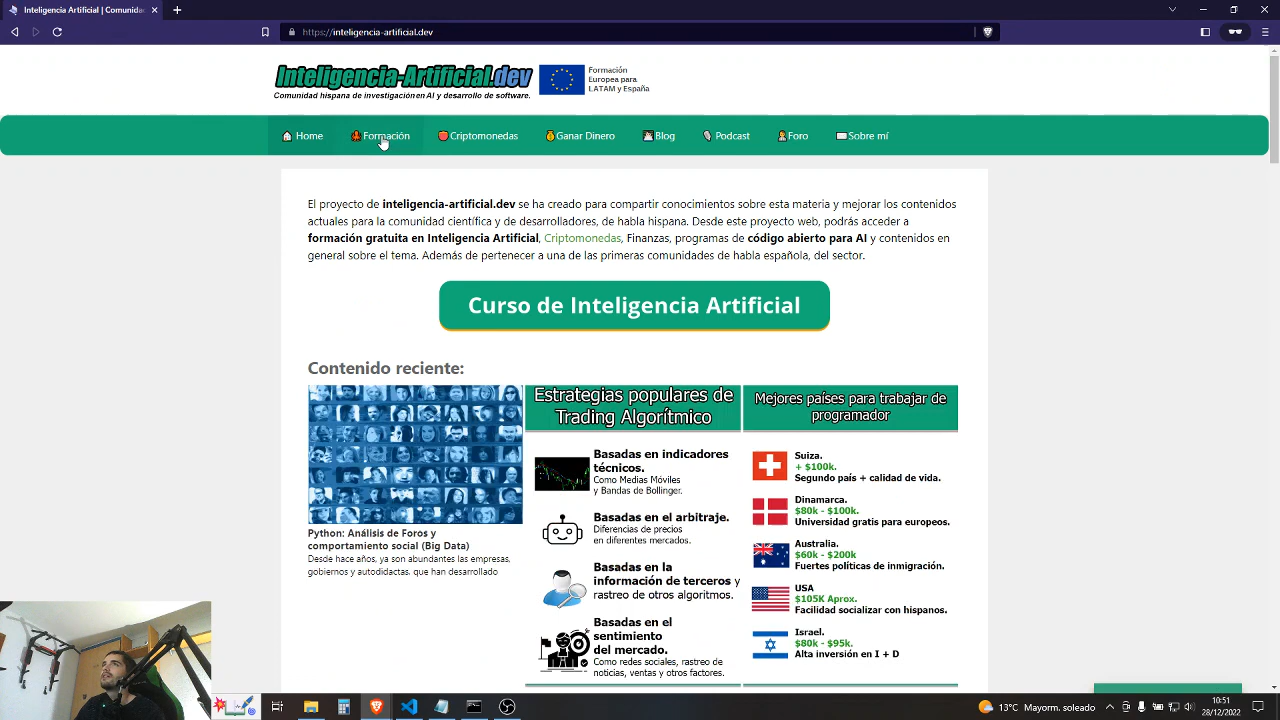 Inteligencia Artificial | Comunidad
https://inteligencia-artificial.dev
Inteligencia-Artificial.dev
Comunidad hispana de investigación en AI y desarrollo de software.
Formación
Europea para
LATAM y España
Home
Formación
Criptomonedas
Ganar Dinero
Blog
Podcast
Foro
Sobre mí
El proyecto de inteligencia-artificial.dev se ha creado para compartir conocimientos sobre esta materia y mejorar los contenidos
actuales para la comunidad científica y de desarrolladores, de habla hispana. Desde este proyecto web, podrás acceder a
formación gratuita en Inteligencia Artificial, Criptomonedas, Finanzas, programas de código abierto para AI y contenidos en
general sobre el tema. Además de pertenecer a una de las primeras comunidades de habla española, del sector.
Curso de Inteligencia Artificial
Contenido reciente:
Python: Análisis de Foros y
comportamiento social (Big Data)
Desde hace años, ya son abundantes las empresas,
gobiernos y autodidactas, que han desarrollado
Estrategias populares de
Trading Algorítmico
Basadas en indicadores
técnicos.
Como Medias Móviles
y Bandas de Bollinger.
Basadas en el arbitraje.
Diferencias de precios
en diferentes mercados.
Basadas en la
información de terceros y
rastreo de otros algoritmos.
Basadas en el
sentimiento
del mercado.
Como redes sociales, rastreo de
noticias, ventas y otros factores.
Mejores países para trabajar de
programador
Suiza.
+ $100k.
Segundo país + calidad de vida.
Dinamarca.
$80k - $100k.
Universidad gratis para europeos.
Australia.
$60k - $200k
Fuertes políticas de inmigración.
USA
$105K Aprox.
Facilidad socializar con hispanos.
Israel.
$80k - $95k.
Alta inversión en I + D
13°C Mayorm. soleado
10:51
28/12/2022